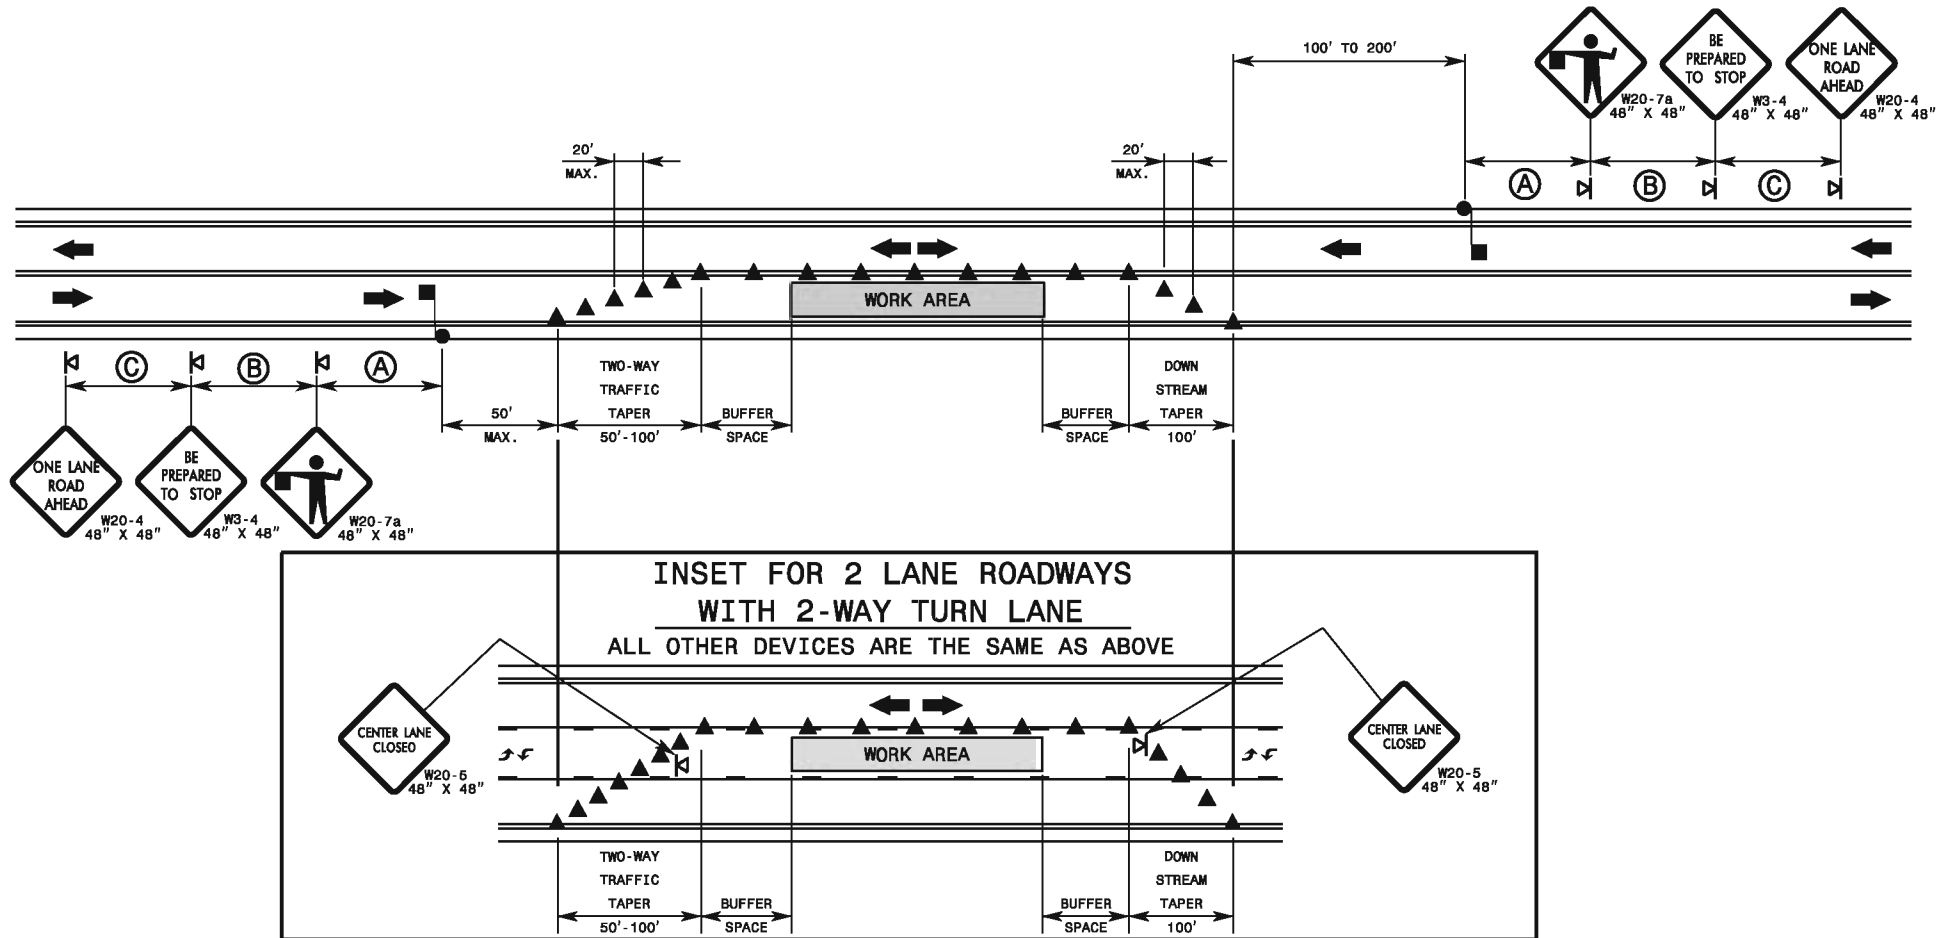 100' TO 200'
BE
PREPARED
TO STOP
ONE LANE
ROAD
AHEAD
W20-7a
48" X 48"
W3-4
48" X 48"
W20-4
48" X 48"
20'
MAX.
20'
MAX.
A
B
C
WORK AREA
C
B
A
50'
MAX.
TWO-WAY
TRAFFIC
TAPER
50'-100'
BUFFER
SPACE
BUFFER
SPACE
DOWN
STREAM
TAPER
100'
ONE LANE
ROAD
AHEAD
W20-4
48" X 48"
BE
PREPARED
TO STOP
W3-4
48" X 48"
W20-7a
48" X 48"
INSET FOR 2 LANE ROADWAYS
WITH 2-WAY TURN LANE
ALL OTHER DEVICES ARE THE SAME AS ABOVE
CENTER LANE
CLOSED
W20-5
48" X 48"
WORK AREA
CENTER LANE
CLOSED
W20-5
48" X 48"
TWO-WAY
TRAFFIC
TAPER
50'-100'
BUFFER
SPACE
BUFFER
SPACE
DOWN
STREAM
TAPER
100'